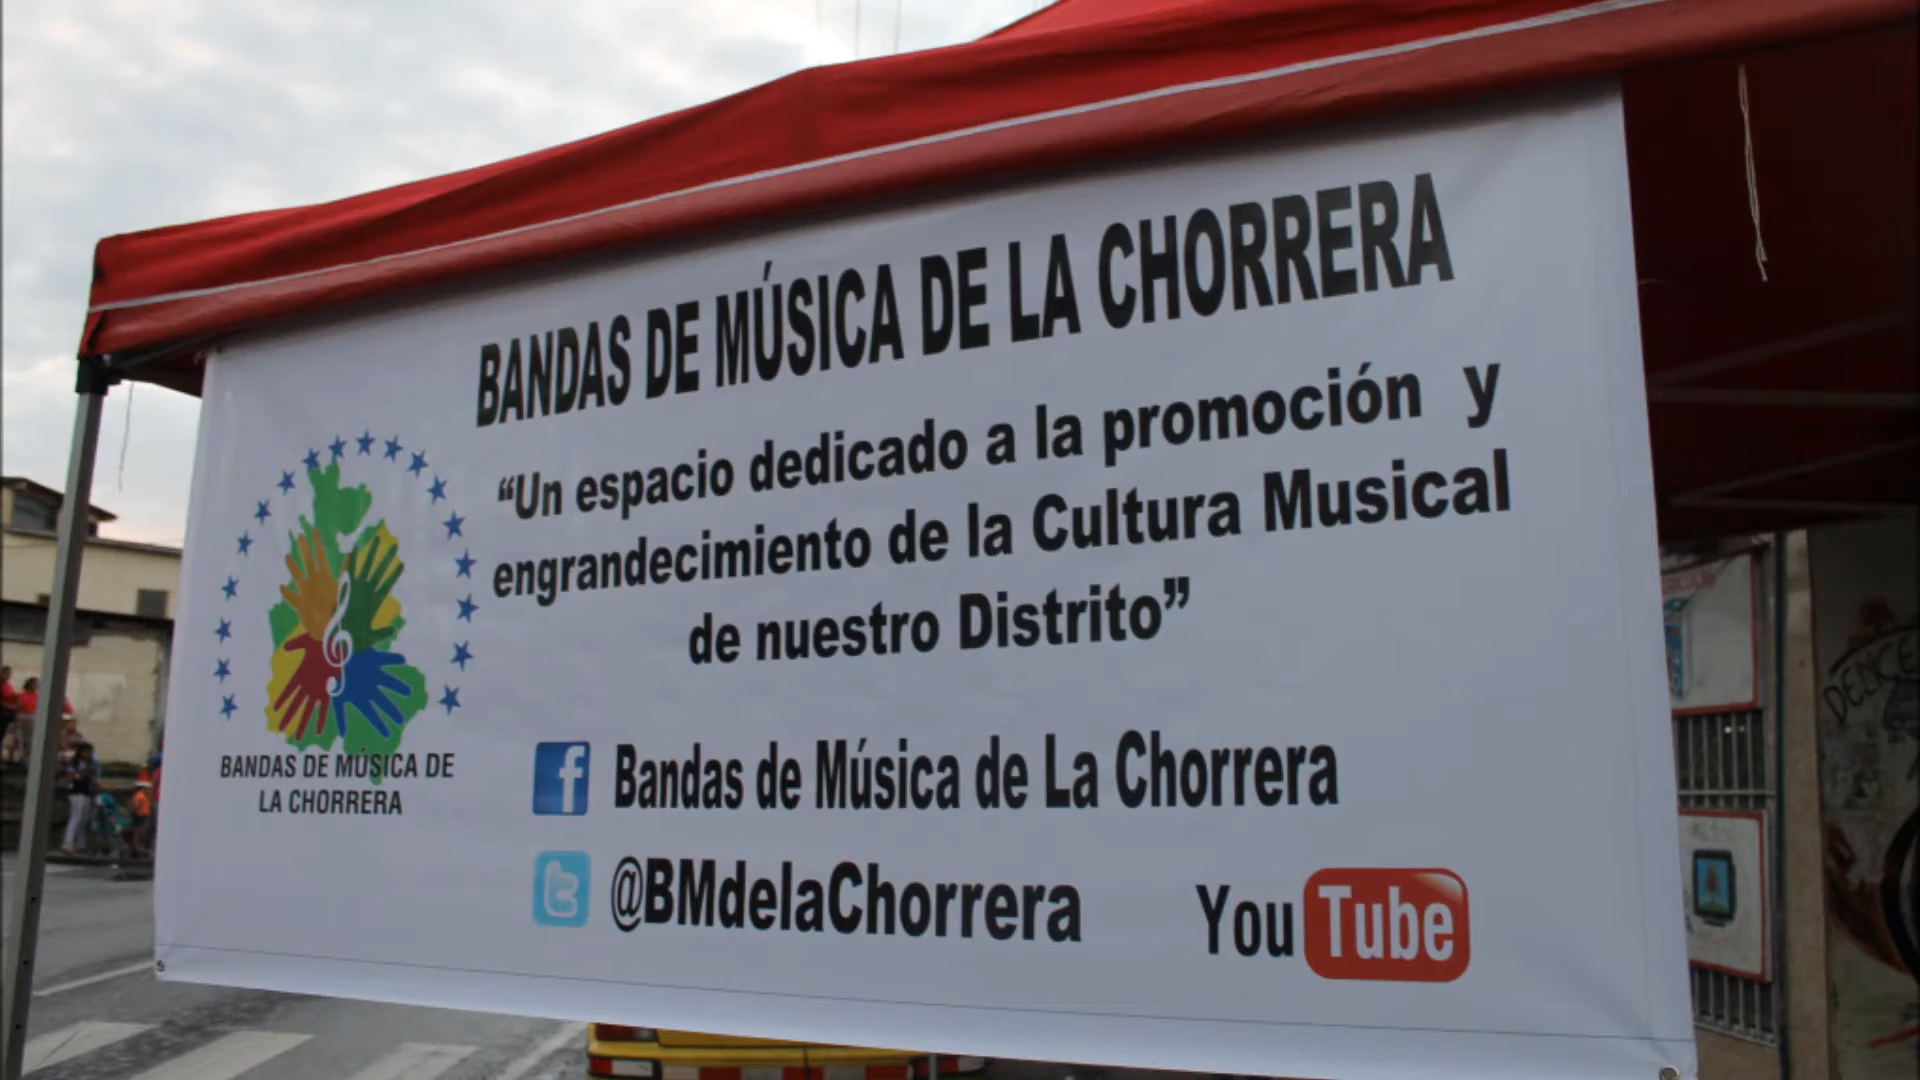 BANDAS DE MÚSICA DE LA CHORRERA
“Un espacio dedicado a la promoción y
engrandecimiento de la Cultura Musical
de nuestro Distrito”
BANDAS DE MÚSICA DE
LA CHORRERA
f Bandas de Música de La Chorrera
t @BMdelaChorrera
YouTube